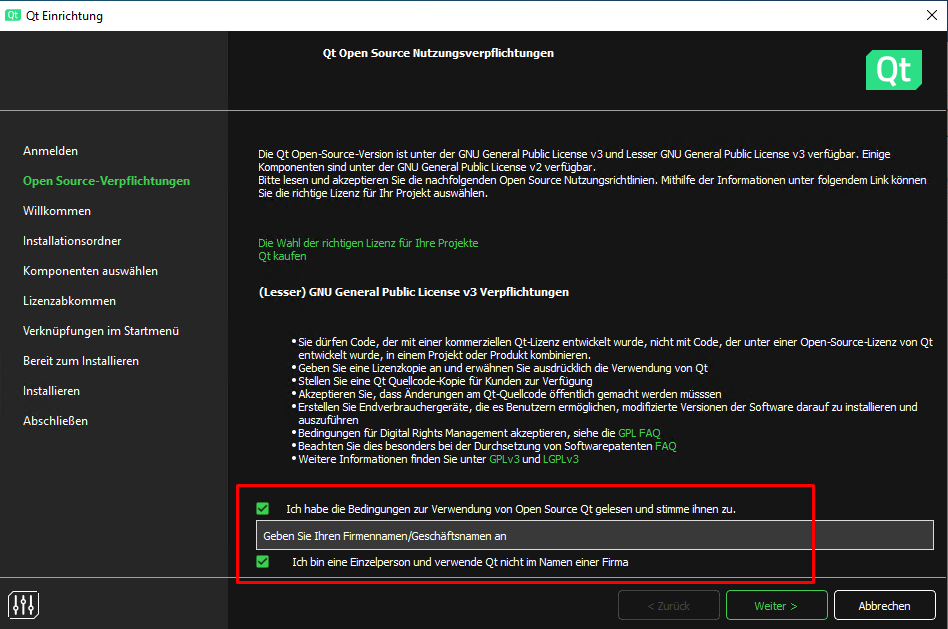 Qt Qt Einrichtung
Qt Open Source Nutzungsverpflichtungen
Qt
Anmelden
Open Source-Verpflichtungen
Willkommen
Installationsordner
Komponenten auswählen
Lizenzabkommen
Verknüpfungen im Startmenü
Bereit zum Installieren
Installieren
Abschließen
Die Qt Open-Source-Version ist unter der GNU General Public License v3 und Lesser GNU General Public License v3 verfügbar. Einige
Komponenten sind unter der GNU General Public License v2 verfügbar.
Bitte lesen und akzeptieren Sie die nachfolgenden Open Source Nutzungsrichtlinien. Mithilfe der Informationen unter folgendem Link können
Sie die richtige Lizenz für Ihr Projekt auswählen.
Die Wahl der richtigen Lizenz für Ihre Projekte
Qt kaufen
(Lesser) GNU General Public License v3 Verpflichtungen
•Sie dürfen Code, der mit einer kommerziellen Qt-Lizenz entwickelt wurde, nicht mit Code, der unter einer Open-Source-Lizenz von Qt
entwickelt wurde, in einem Projekt oder Produkt kombinieren.
•Geben Sie eine Lizenzkopie an und erwähnen Sie ausdrücklich die Verwendung von Qt
•Stellen Sie eine Qt Quellcode-Kopie für Kunden zur Verfügung
•Akzeptieren Sie, dass Änderungen am Qt-Quellcode öffentlich gemacht werden müsssen
•Erstellen Sie Endverbrauchergeräte, die es Benutzern ermöglichen, modifizierte Versionen der Software darauf zu installieren und
auszuführen
•Bedingungen für Digital Rights Management akzeptieren, siehe die GPL FAQ
•Beachten Sie dies besonders bei der Durchsetzung von Softwarepatenten FAQ
•Weitere Informationen finden Sie unter GPLv3 und LGPLv3
Ich habe die Bedingungen zur Verwendung von Open Source Qt gelesen und stimme ihnen zu.
Geben Sie Ihren Firmennamen/Geschäftsnamen an
Ich bin eine Einzelperson und verwende Qt nicht im Namen einer Firma
< Zurück
Weiter >
Abbrechen